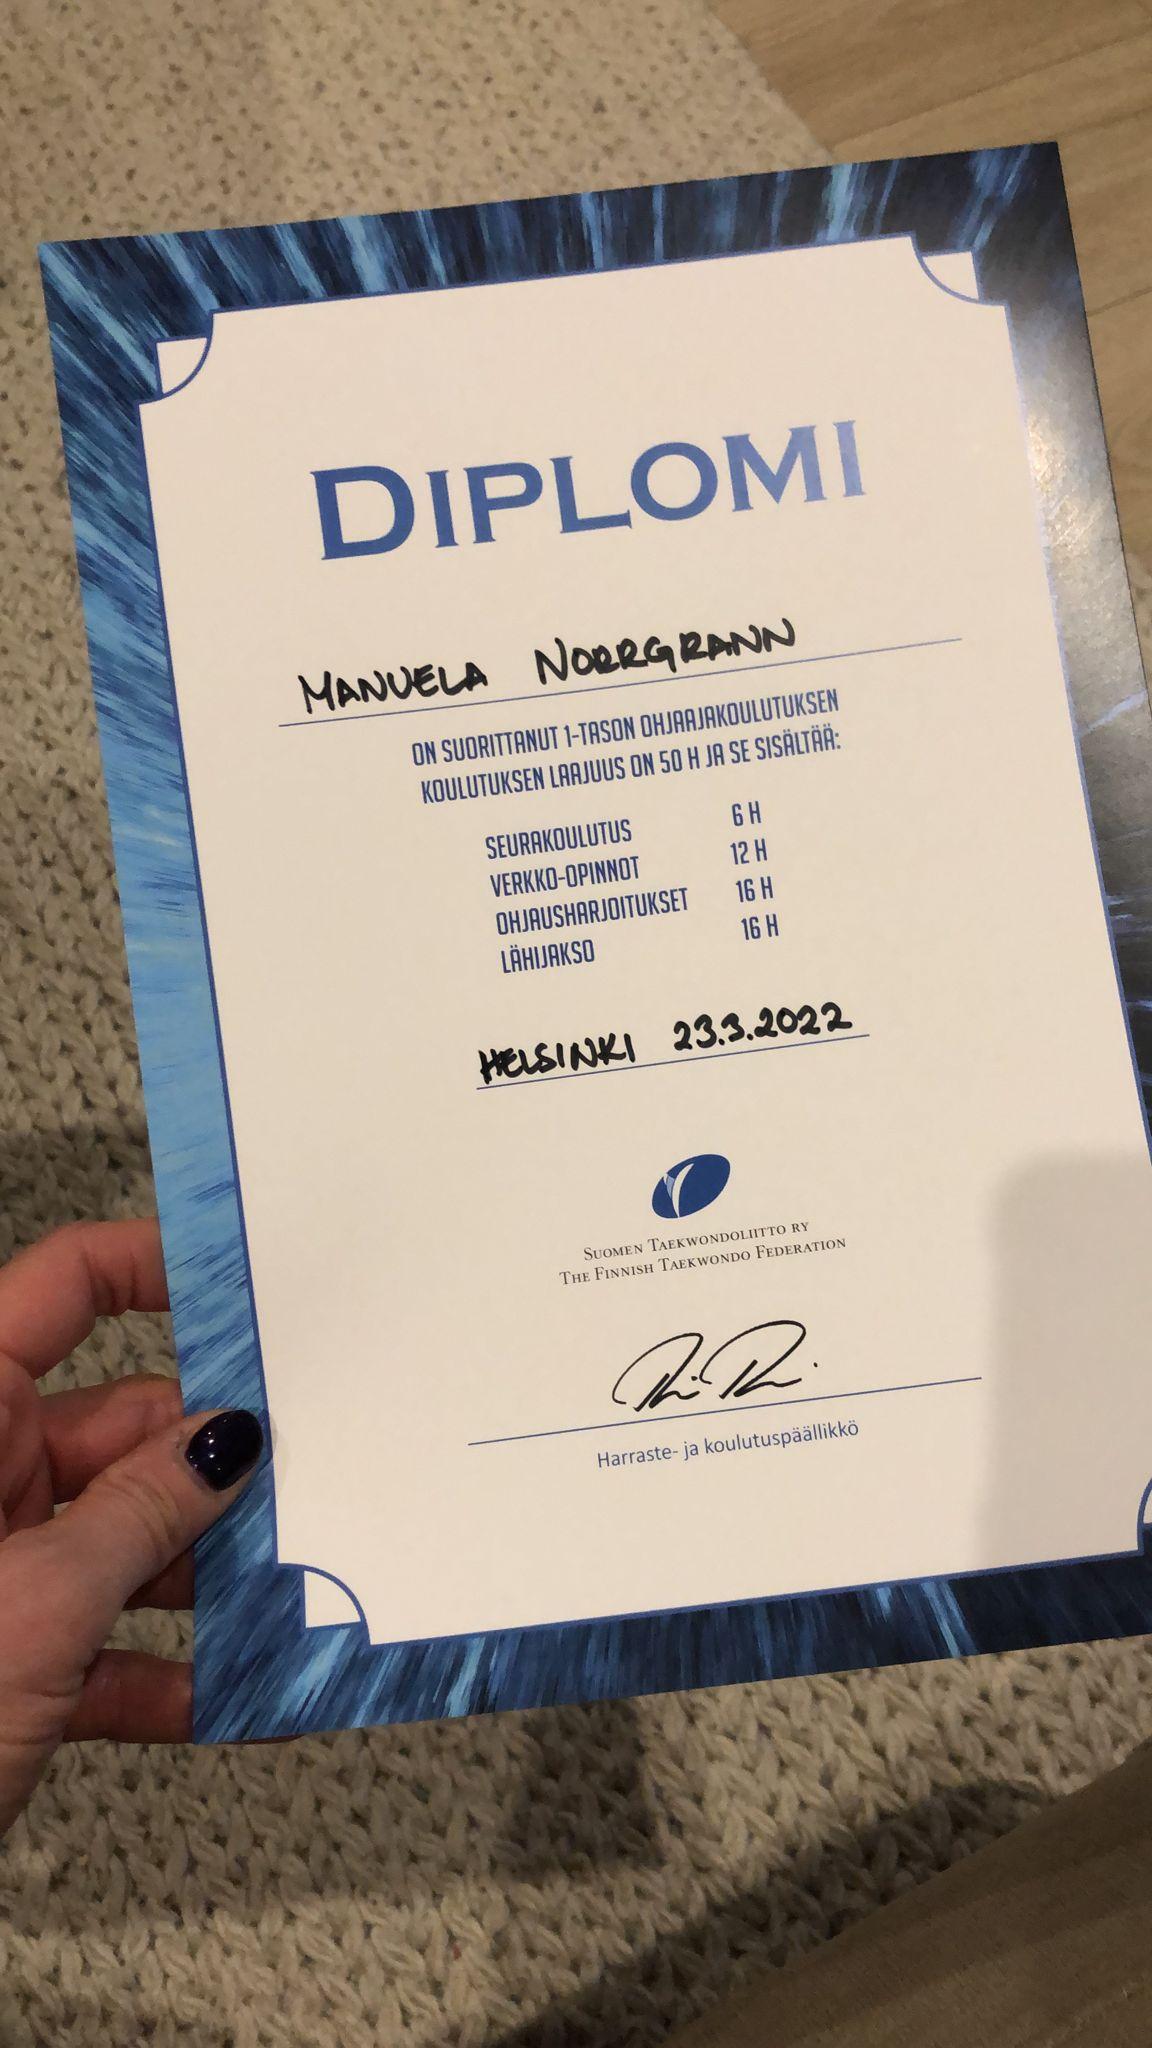 DIPLOMI
MANUELA NORRGRANN
ON SUORITTANUT 1-TASON OHJAAJAKOULUTUKSEN
KOULUTUKSEN LAAJUUS ON 50 H JA SE SISÄLTÄÄ:
SEURAKOULUTUS 6 H
VERKKO-OPINNOT 12 H
OHJAUSHARJOITUKSET 16 H
LÄHIJAKSO 16 H
HELSINKI 23.3.2022
SUOMEN TAEKWONDOLIITTO RY
THE FINNISH TAEKWONDO FEDERATION
Harraste- ja koulutuspäällikkö